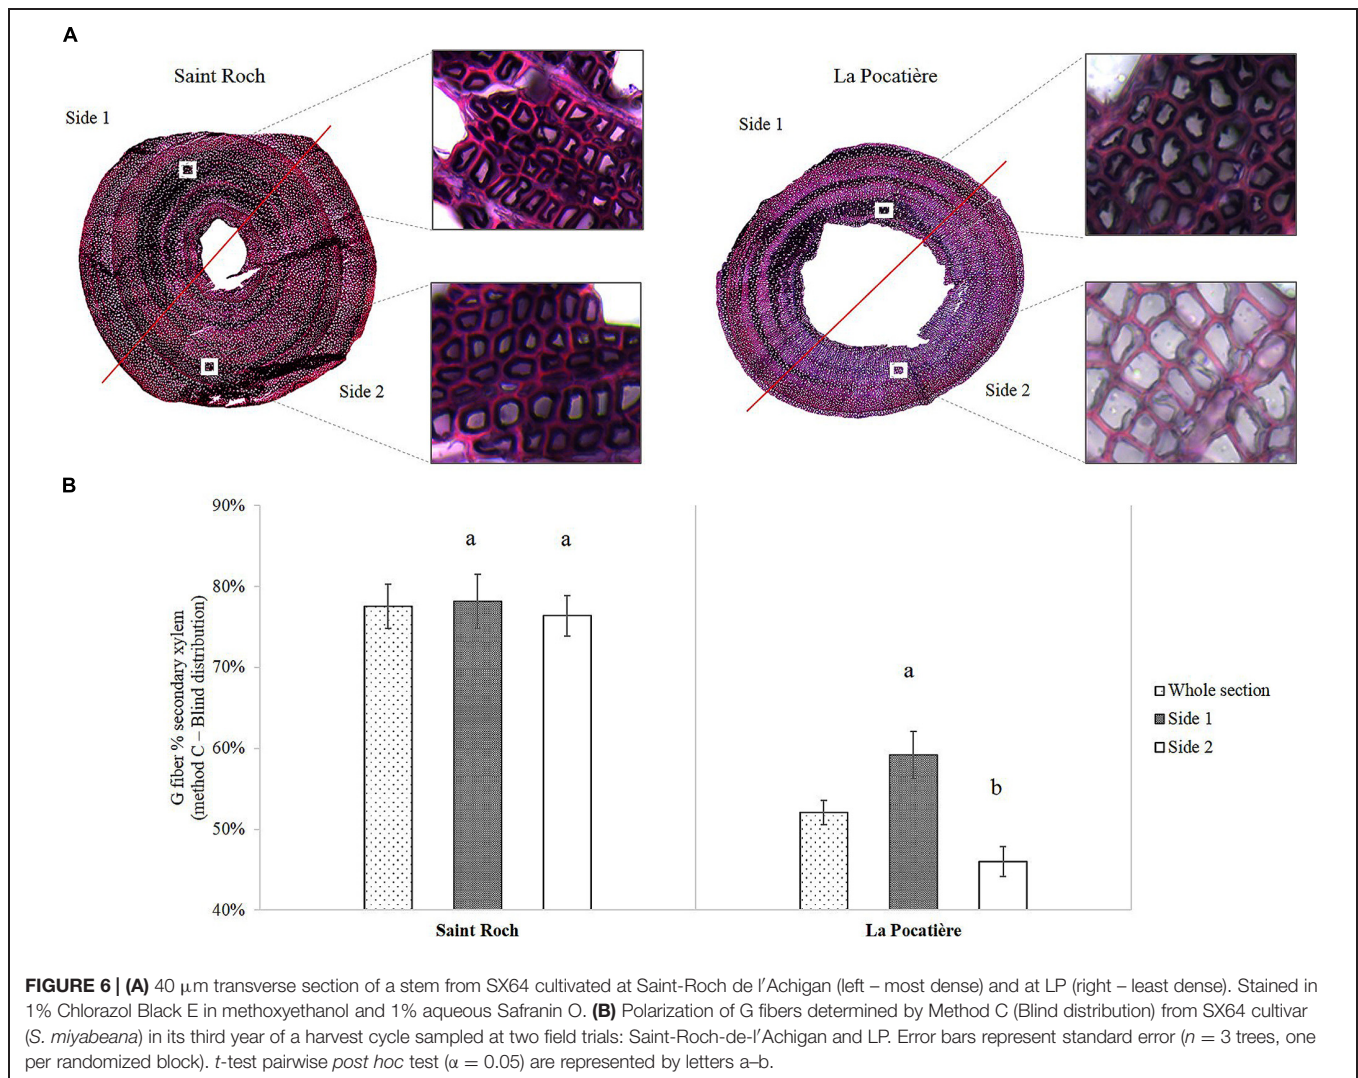 A
Saint Roch
La Pocatière
Side 1
Side 1
Side 2
Side 2
B
90%
80%
70%
60%
50%
40%
G fiber % secondary xylem
(method C – Blind distribution)
a
a
a
b
Whole section
Side 1
Side 2
Saint Roch
La Pocatière
FIGURE 6 | (A) 40 μm transverse section of a stem from SX64 cultivated at Saint-Roch de l′Achigan (left – most dense) and at LP (right – least dense). Stained in
1% Chlorazol Black E in methoxyethanol and 1% aqueous Safranin O. (B) Polarization of G fibers determined by Method C (Blind distribution) from SX64 cultivar
(S. miyabeana) in its third year of a harvest cycle sampled at two field trials: Saint-Roch-de-l′Achigan and LP. Error bars represent standard error (n = 3 trees, one
per randomized block). t-test pairwise post hoc test (α = 0.05) are represented by letters a–b.